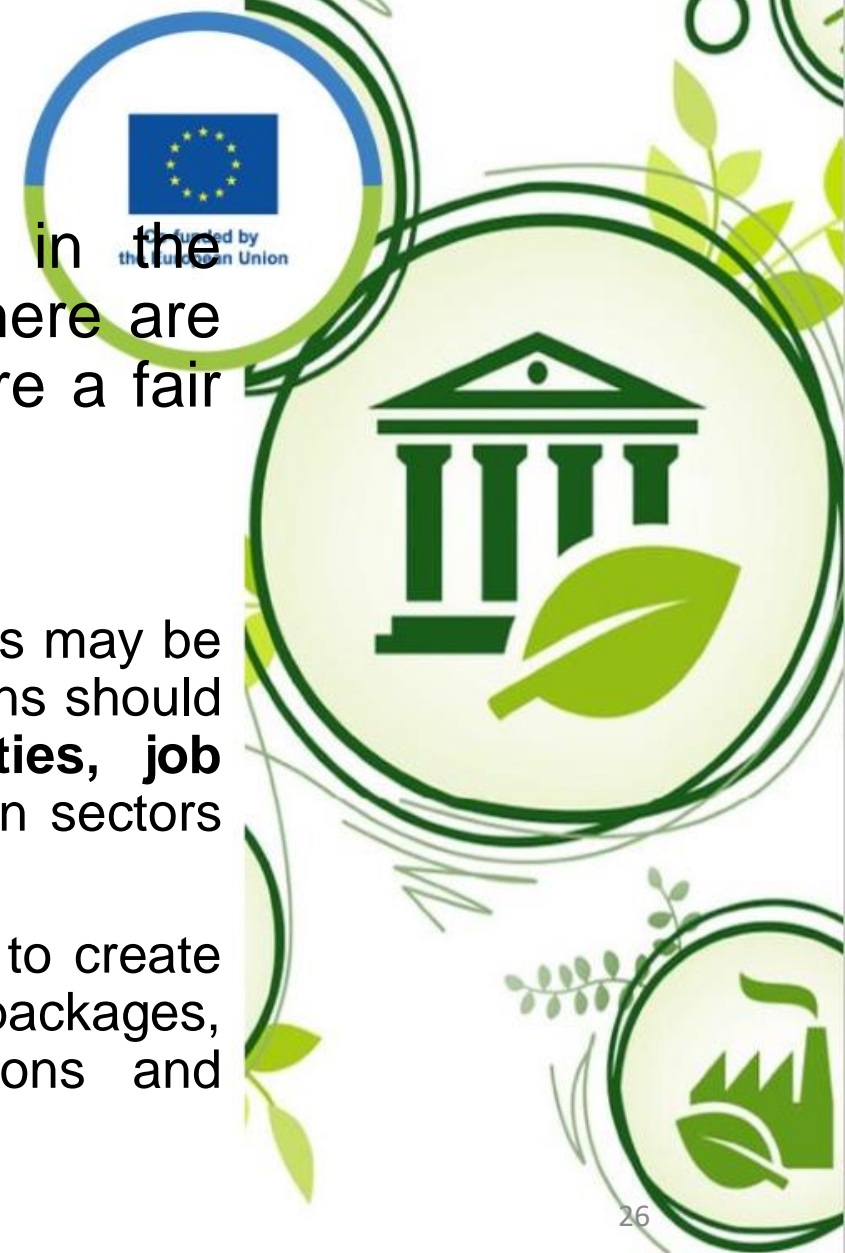 Co-funded by
the European Union
in the
here are
re a fair
s may be
ns should
ties, job
n sectors
to create
packages,
ons and
26